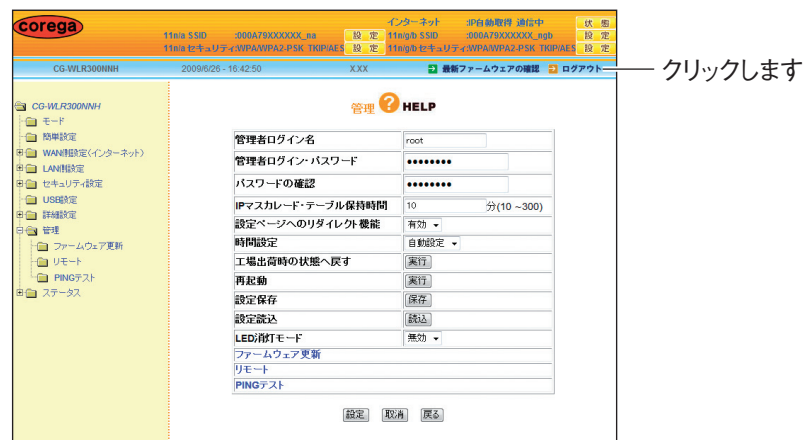 corega
インターネット :IP自動取得 通信中 状 態
11n/a SSID :000A79XXXXXX_na 設 定 11n/g/b SSID :000A79XXXXXX_ngb 設 定
11n/a セキュリティ:WPA/WPA2-PSK TKIP/AES 設 定 11n/g/b セキュリティ:WPA/WPA2-PSK TKIP/AES 設 定
CG-WLR300NNH 2009/6/26 - 16:42:50 X.XX 最新ファームウェアの確認 ログアウト
クリックします
CG-WLR300NNH
モード
簡単設定
WAN側設定(インターネット)
LAN側設定
セキュリティ設定
USB設定
詳細設定
管理
ファームウェア更新
リモート
PINGテスト
ステータス
管理 ? HELP
管理者ログイン名 root
管理者ログイン・パスワード ●●●●●●●●
パスワードの確認 ●●●●●●●●
IPマスカレード・テーブル保持時間 10 分(10 ~300)
設定ページへのリダイレクト機能 有効
時間設定 自動設定
工場出荷時の状態へ戻す 実行
再起動 実行
設定保存 保存
設定読込 読込
LED消灯モード 無効
ファームウェア更新
リモート
PINGテスト
設定 取消 戻る